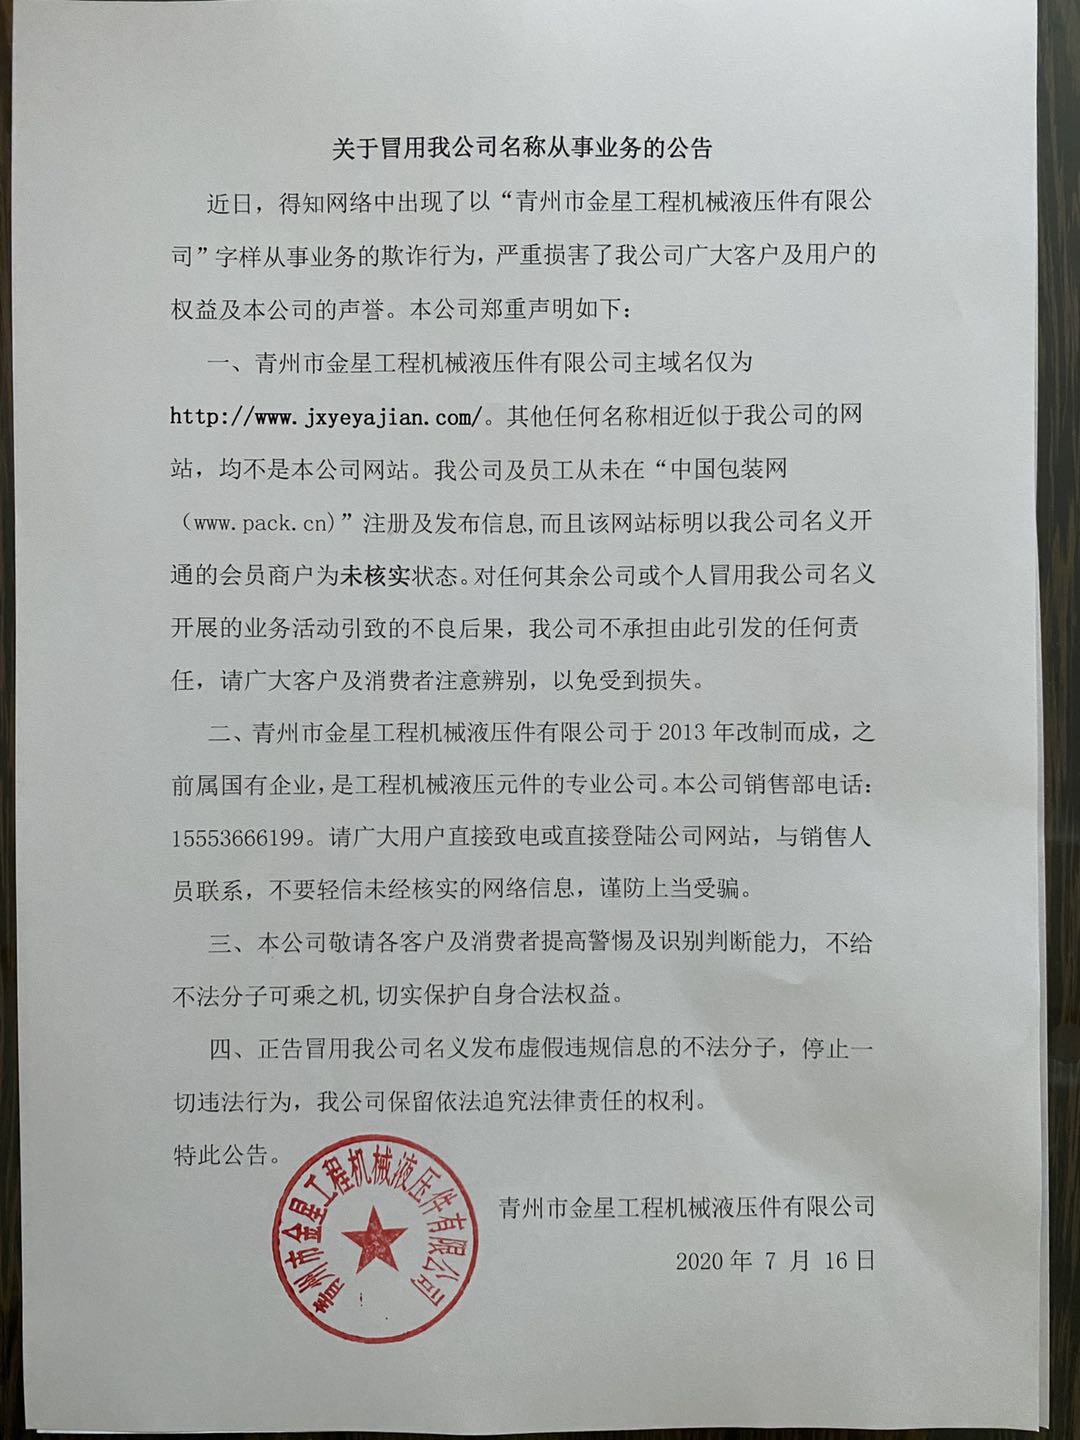 关于冒用我公司名称从事业务的公告
近日，得知网络中出现了以“青州市金星工程机械液压件有限公
司”字样从事业务的欺诈行为，严重损害了我公司广大客户及用户的
权益及本公司的声誉。本公司郑重声明如下：
一、青州市金星工程机械液压件有限公司主域名仅为
http://www.jxyeyajian.com/。其他任何名称相近似于我公司的网
站，均不是本公司网站。我公司及员工从未在“中国包装网
（www.pack.cn)”注册及发布信息,而且该网站标明以我公司名义开
通的会员商户为未核实状态。对任何其余公司或个人冒用我公司名义
开展的业务活动引致的不良后果，我公司不承担由此引发的任何责
任，请广大客户及消费者注意辨别，以免受到损失。
二、青州市金星工程机械液压件有限公司于2013年改制而成，之
前属国有企业,是工程机械液压元件的专业公司。本公司销售部电话：
15553666199。请广大用户直接致电或直接登陆公司网站，与销售人
员联系，不要轻信未经核实的网络信息，谨防上当受骗。
三、本公司敬请各客户及消费者提高警惕及识别判断能力, 不给
不法分子可乘之机,切实保护自身合法权益。
四、正告冒用我公司名义发布虚假违规信息的不法分子，停止一
切违法行为，我公司保留依法追究法律责任的权利。
特此公告。
青州市金星工程机械液压件有限公司
青州市金星工程机械液压件有限公司
2020年 7 月 16日